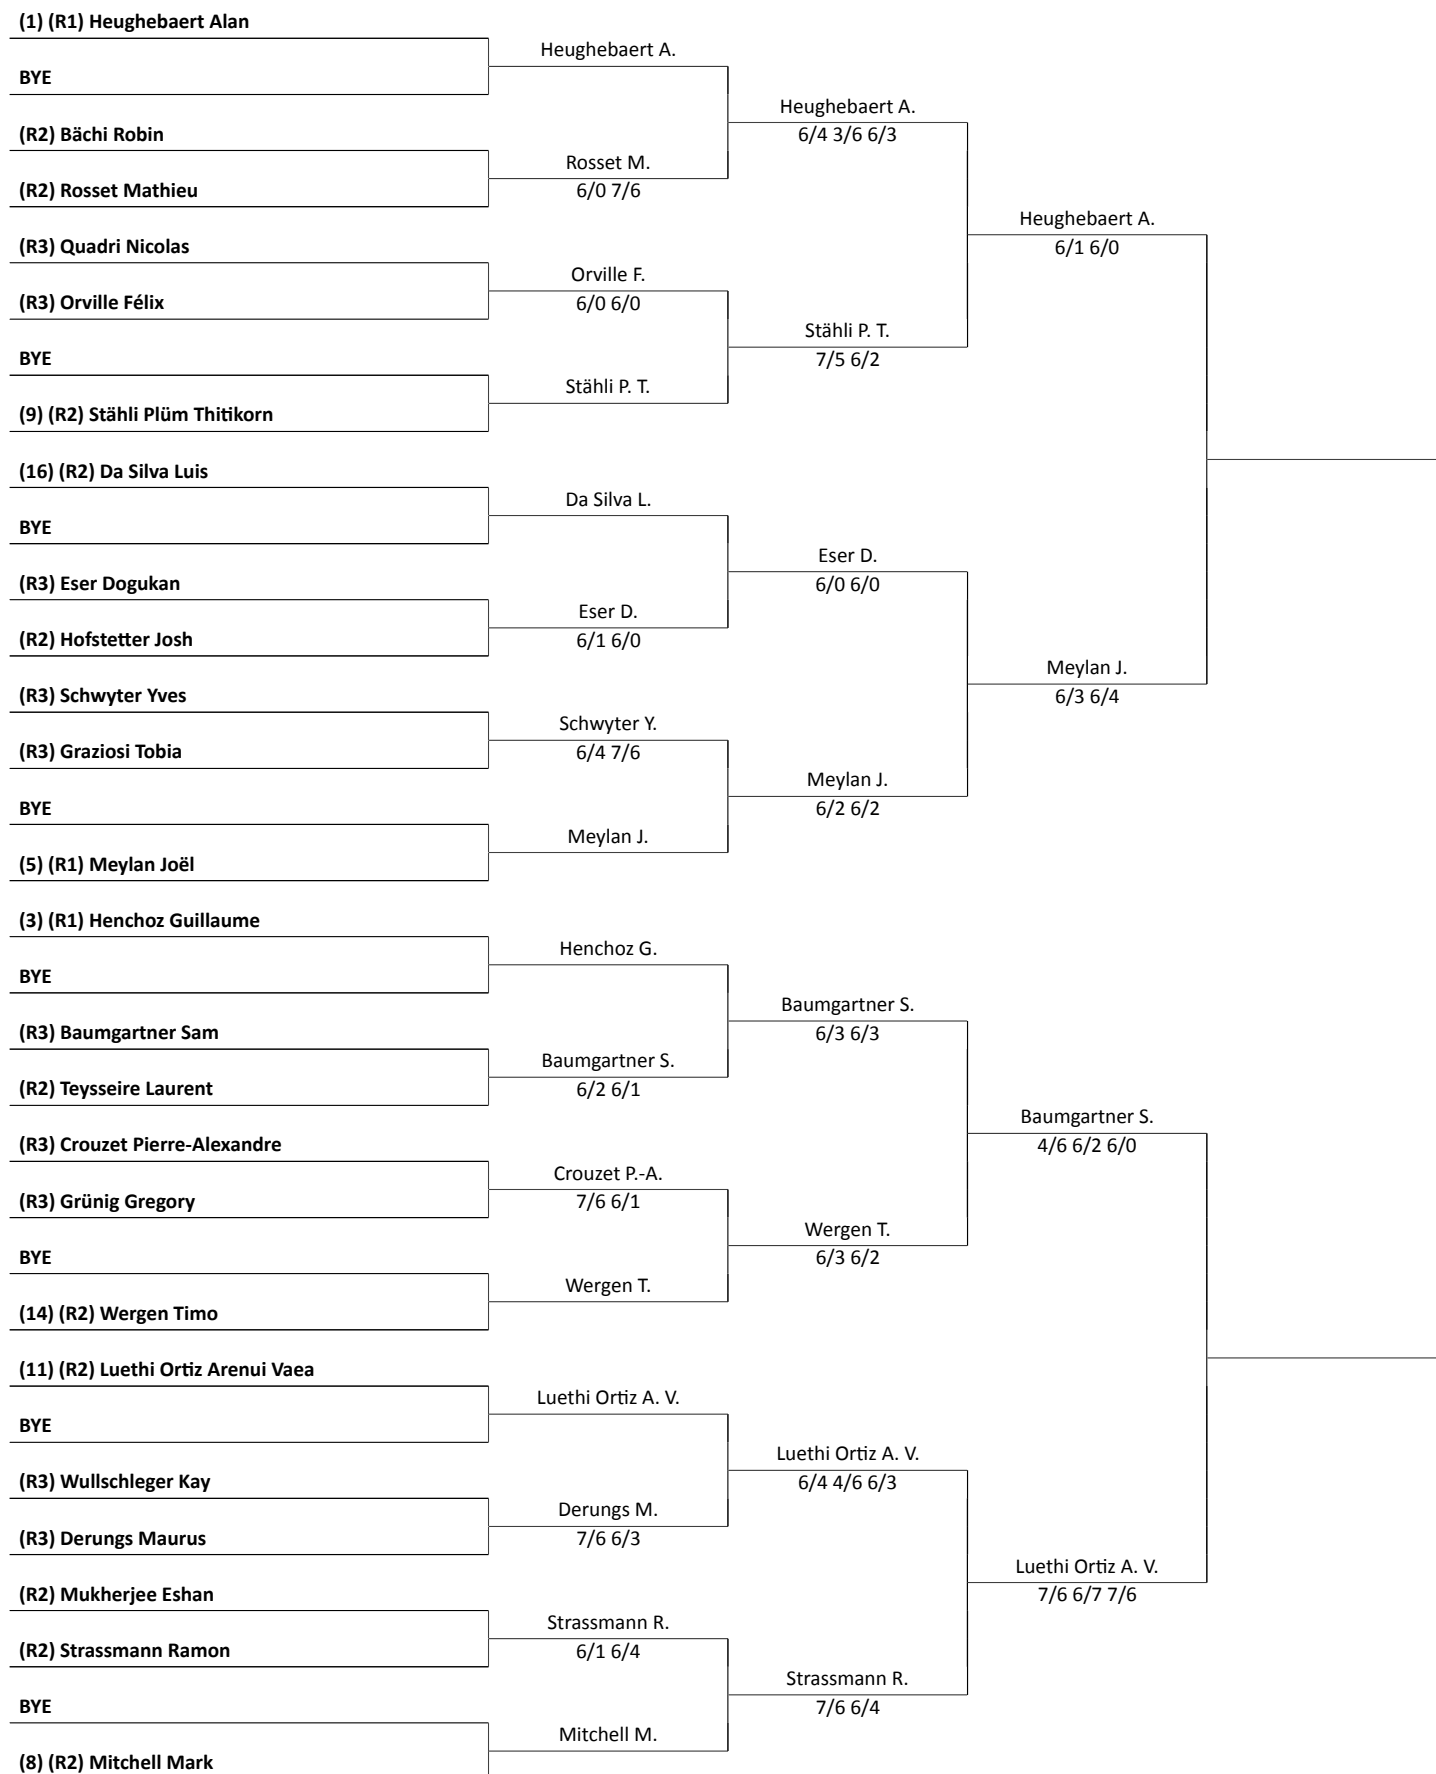 (1) (R1) Heughebaert Alan
BYE
(R2) Bächi Robin
(R2) Rosset Mathieu
(R3) Quadri Nicolas
(R3) Orville Félix
BYE
(9) (R2) Stähli Plüm Thitikorn
(16) (R2) Da Silva Luis
BYE
(R3) Eser Dogukan
(R2) Hofstetter Josh
(R3) Schwyter Yves
(R3) Graziosi Tobia
BYE
(5) (R1) Meylan Joël
(3) (R1) Henchoz Guillaume
BYE
(R3) Baumgartner Sam
(R2) Teysseire Laurent
(R3) Crouzet Pierre-Alexandre
(R3) Grünig Gregory
BYE
(14) (R2) Wergen Timo
(11) (R2) Luethi Ortiz Arenui Vaea
BYE
(R3) Wullschleger Kay
(R3) Derungs Maurus
(R2) Mukherjee Eshan
(R2) Strassmann Ramon
BYE
(8) (R2) Mitchell Mark
Heughebaert A.
Rosset M.
6/0 7/6
Orville F.
6/0 6/0
Stähli P. T.
Da Silva L.
Eser D.
6/1 6/0
Schwyter Y.
6/4 7/6
Meylan J.
Henchoz G.
Baumgartner S.
6/2 6/1
Crouzet P.-A.
7/6 6/1
Wergen T.
Luethi Ortiz A. V.
Derungs M.
7/6 6/3
Strassmann R.
6/1 6/4
Mitchell M.
Heughebaert A.
6/4 3/6 6/3
Stähli P. T.
7/5 6/2
Eser D.
6/0 6/0
Meylan J.
6/2 6/2
Baumgartner S.
6/3 6/3
Wergen T.
6/3 6/2
Luethi Ortiz A. V.
6/4 4/6 6/3
Strassmann R.
7/6 6/4
Heughebaert A.
6/1 6/0
Meylan J.
6/3 6/4
Baumgartner S.
4/6 6/2 6/0
Luethi Ortiz A. V.
7/6 6/7 7/6